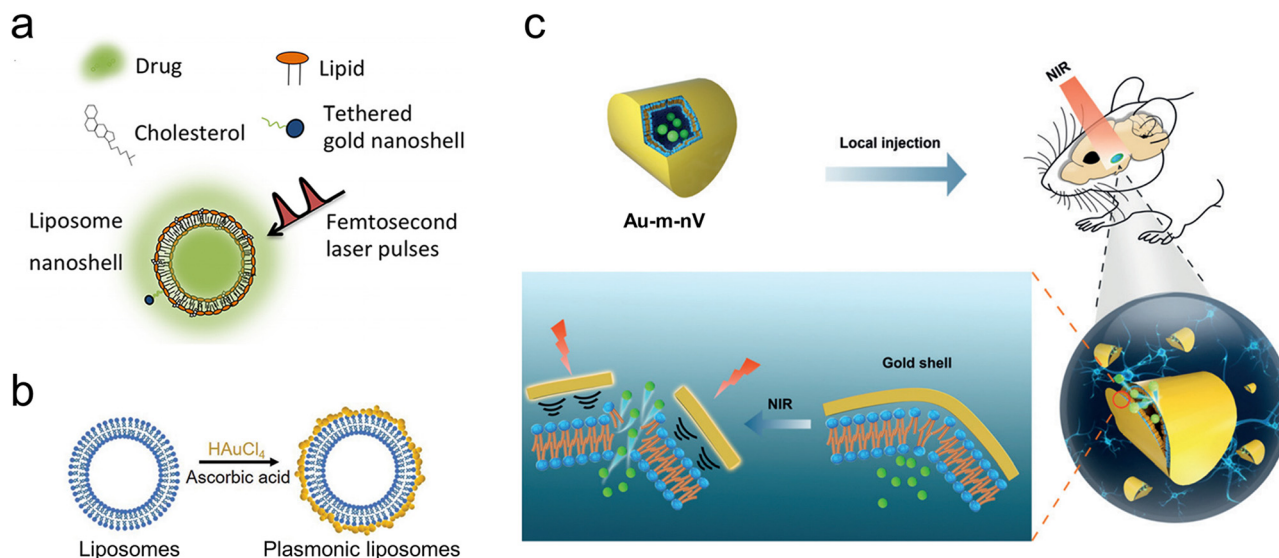 a
Drug
Lipid
Cholesterol
Tethered
gold nanoshell
Liposome
nanoshell
Femtosecond
laser pulses
b
HAuCl₄
Ascorbic acid
Liposomes
Plasmonic liposomes
c
Au-m-nV
Local injection
NIR
Gold shell
NIR